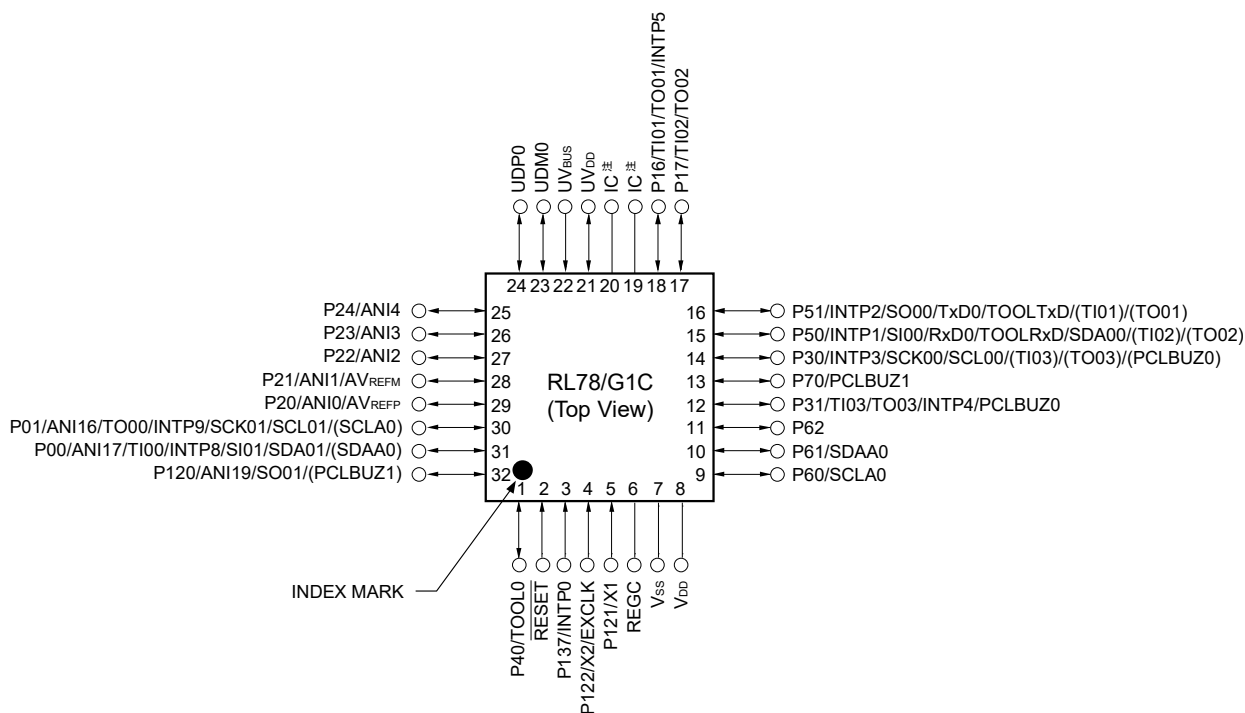 UDP0
UDM0
UVBUS
UVDD
IC 注
IC 注
P16/TI01/TO01/INTP5
P17/TI02/TO02
24 23 22 21 20 19 18 17
P24/ANI4
P23/ANI3
P22/ANI2
P21/ANI1/AVREFM
P20/ANI0/AVREFP
P01/ANI16/TO00/INTP9/SCK01/SCL01/(SCLA0)
P00/ANI17/TI00/INTP8/SI01/SDA01/(SDAA0)
P120/ANI19/SO01/(PCLBUZ1)
25
26
27
28
29
30
31
32
RL78/G1C
(Top View)
16
15
14
13
12
11
10
9
P51/INTP2/SO00/TxD0/TOOLTxD/(TI01)/(TO01)
P50/INTP1/SI00/RxD0/TOOLRxD/SDA00/(TI02)/(TO02)
P30/INTP3/SCK00/SCL00/(TI03)/(TO03)/(PCLBUZ0)
P70/PCLBUZ1
P31/TI03/TO03/INTP4/PCLBUZ0
P62
P61/SDAA0
P60/SCLA0
1 2 3 4 5 6 7 8
INDEX MARK
P40/TOOL0
RESET
P137/INTP0
P122/X2/EXCLK
P121/X1
REGC
VSS
VDD